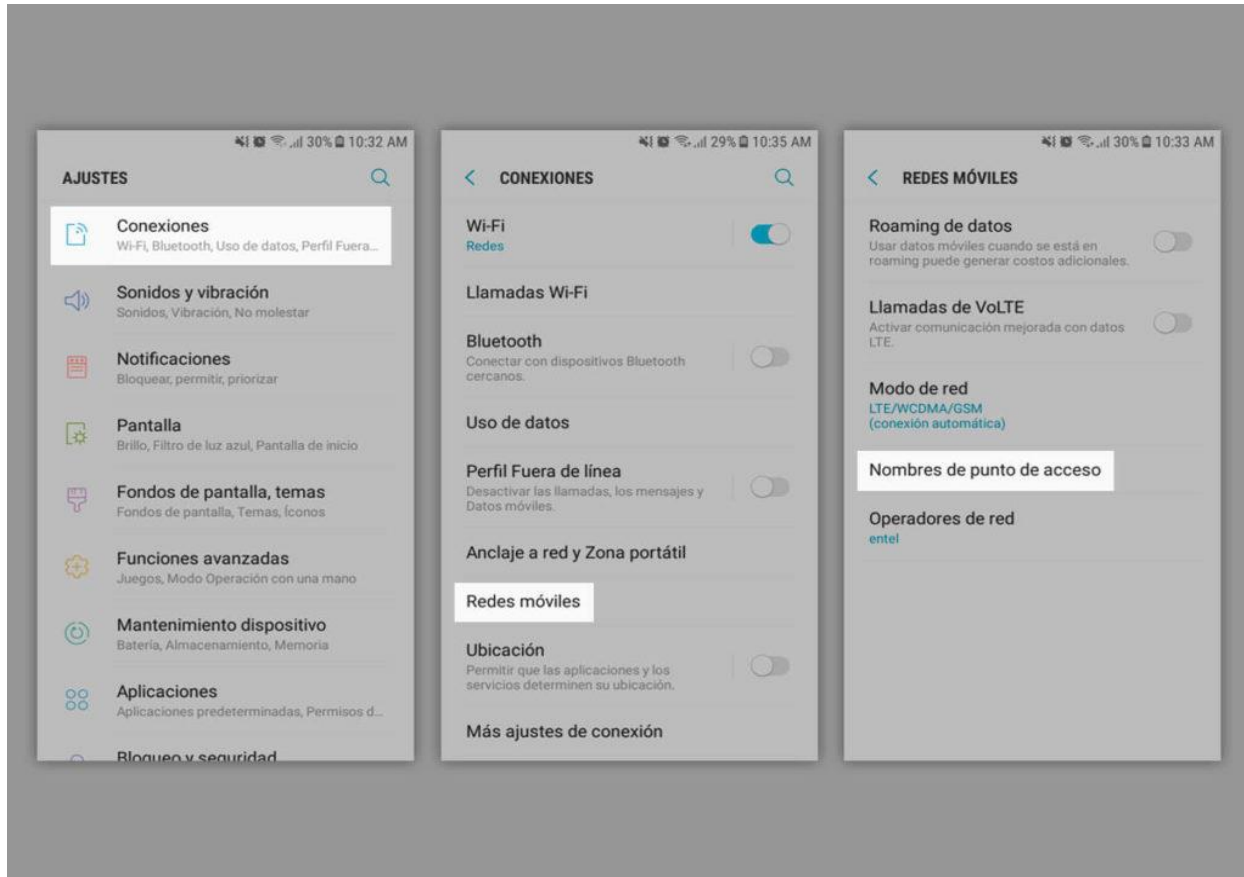 30% 10:32 AM
AJUSTES
Conexiones
Wi-Fi, Bluetooth, Uso de datos, Perfil Fuera...
Sonidos y vibración
Sonidos, Vibración, No molestar
Notificaciones
Bloquear, permitir, priorizar
Pantalla
Brillo, Filtro de luz azul, Pantalla de inicio
Fondos de pantalla, temas
Fondos de pantalla, Temas, Íconos
Funciones avanzadas
Juegos, Modo Operación con una mano
Mantenimiento dispositivo
Batería, Almacenamiento, Memoria
Aplicaciones
Aplicaciones predeterminadas, Permisos d...
Bloqueo y seguridad
29% 10:35 AM
CONEXIONES
Wi-Fi
Redes
Llamadas Wi-Fi
Bluetooth
Conectar con dispositivos Bluetooth
cercanos.
Uso de datos
Perfil Fuera de línea
Desactivar las llamadas, los mensajes y
Datos móviles.
Anclaje a red y Zona portátil
Redes móviles
Ubicación
Permitir que las aplicaciones y los
servicios determinen su ubicación.
Más ajustes de conexión
30% 10:33 AM
REDES MÓVILES
Roaming de datos
Usar datos móviles cuando se está en
roaming puede generar costos adicionales.
Llamadas de VoLTE
Activar comunicación mejorada con datos
LTE.
Modo de red
LTE/WCDMA/GSM
(conexión automática)
Nombres de punto de acceso
Operadores de red
entel